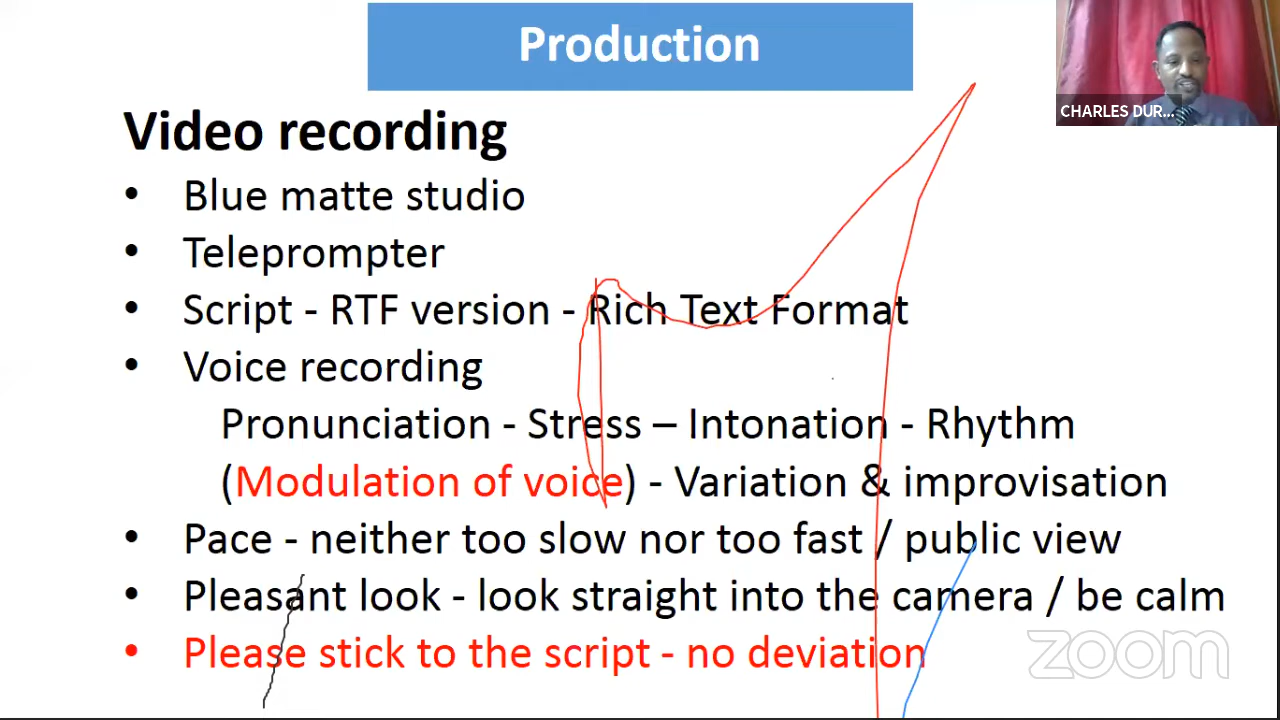 Production
CHARLES DUR...
Video recording
• Blue matte studio
• Teleprompter
• Script - RTF version - Rich Text Format
• Voice recording
Pronunciation - Stress – Intonation - Rhythm
(Modulation of voice) - Variation & improvisation
• Pace - neither too slow nor too fast / public view
• Pleasant look - look straight into the camera / be calm
• Please stick to the script - no deviation
zoom